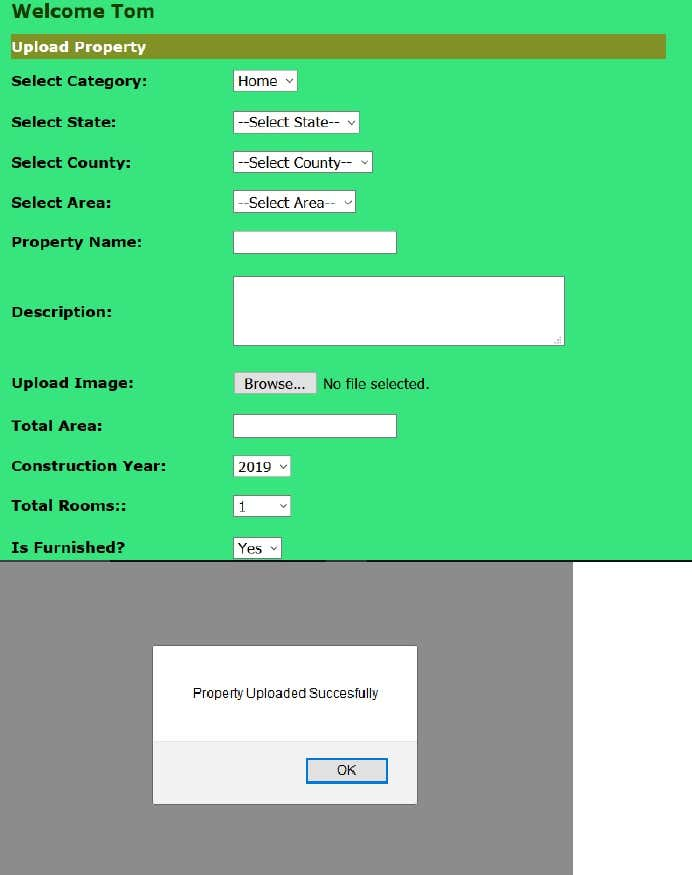 Welcome Tom
Upload Property
Select Category: Home
Select State: --Select State--
Select County: --Select County--
Select Area: --Select Area--
Property Name:
Description:
Upload Image: Browse... No file selected.
Total Area:
Construction Year: 2019
Total Rooms:: 1
Is Furnished? Yes
Property Uploaded Succesfully
OK